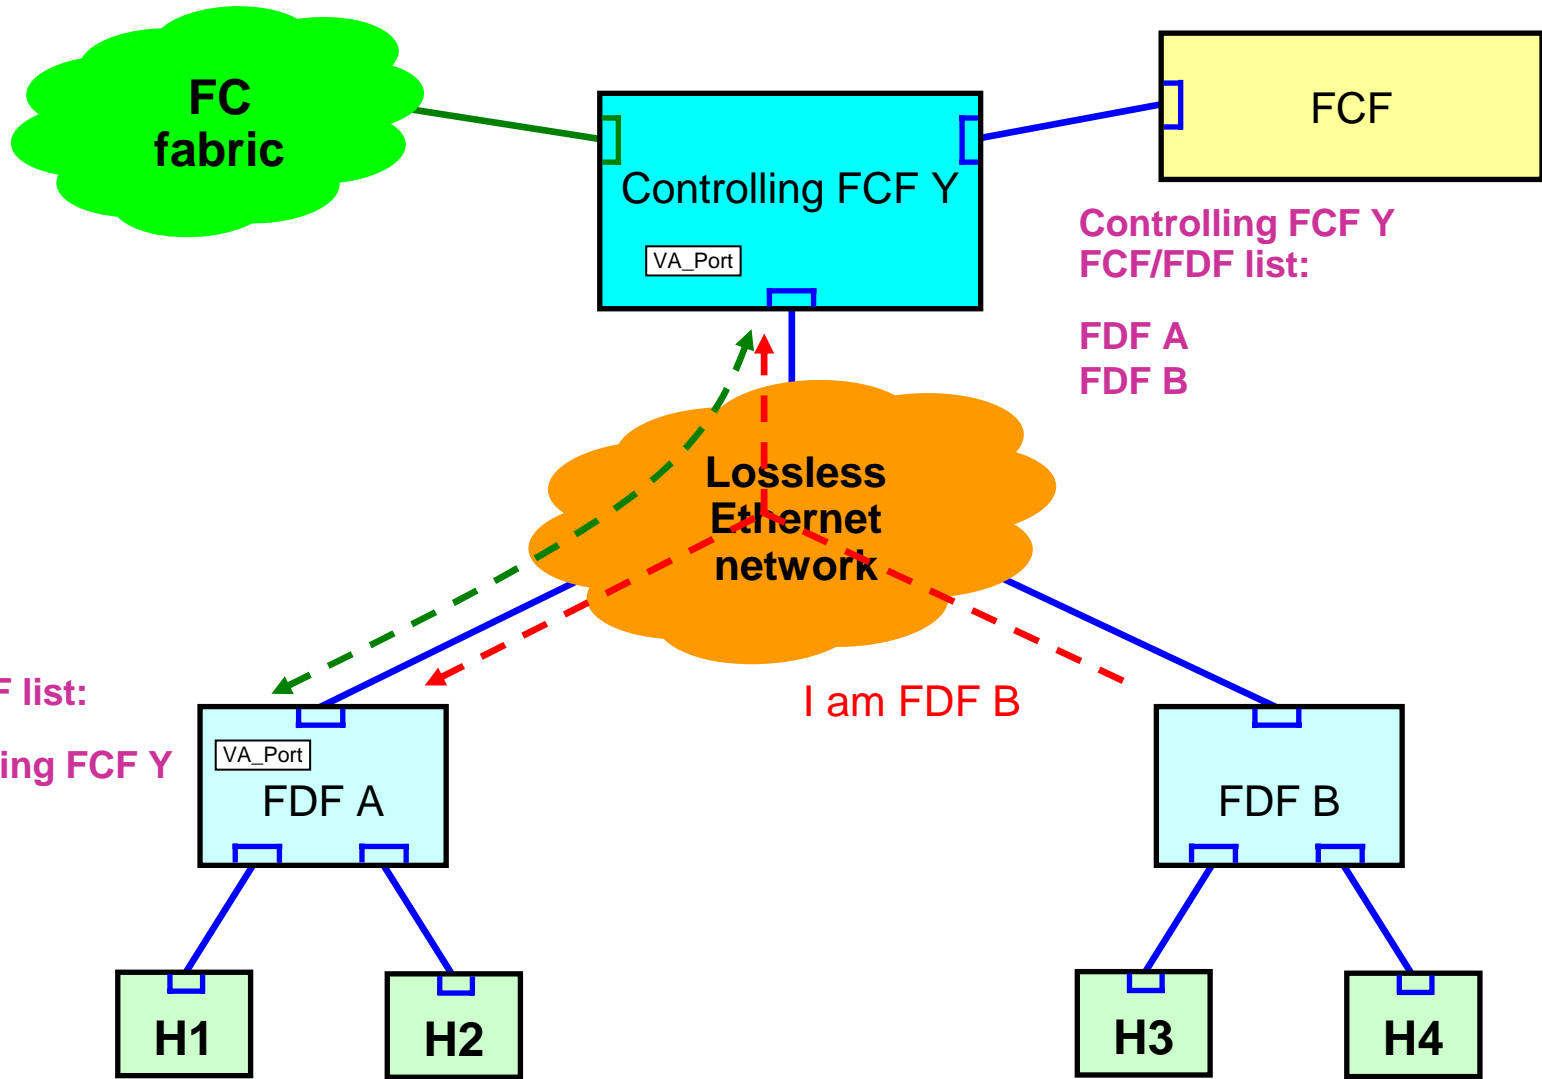 FC
fabric
FCF
Controlling FCF Y
VA_Port
Controlling FCF Y
FCF/FDF list:
FDF A
FDF B
Lossless
Ethernet
network
list:
FCF Y
I am FDF B
VA_Port
FDF A
FDF B
H1
H2
H3
H4